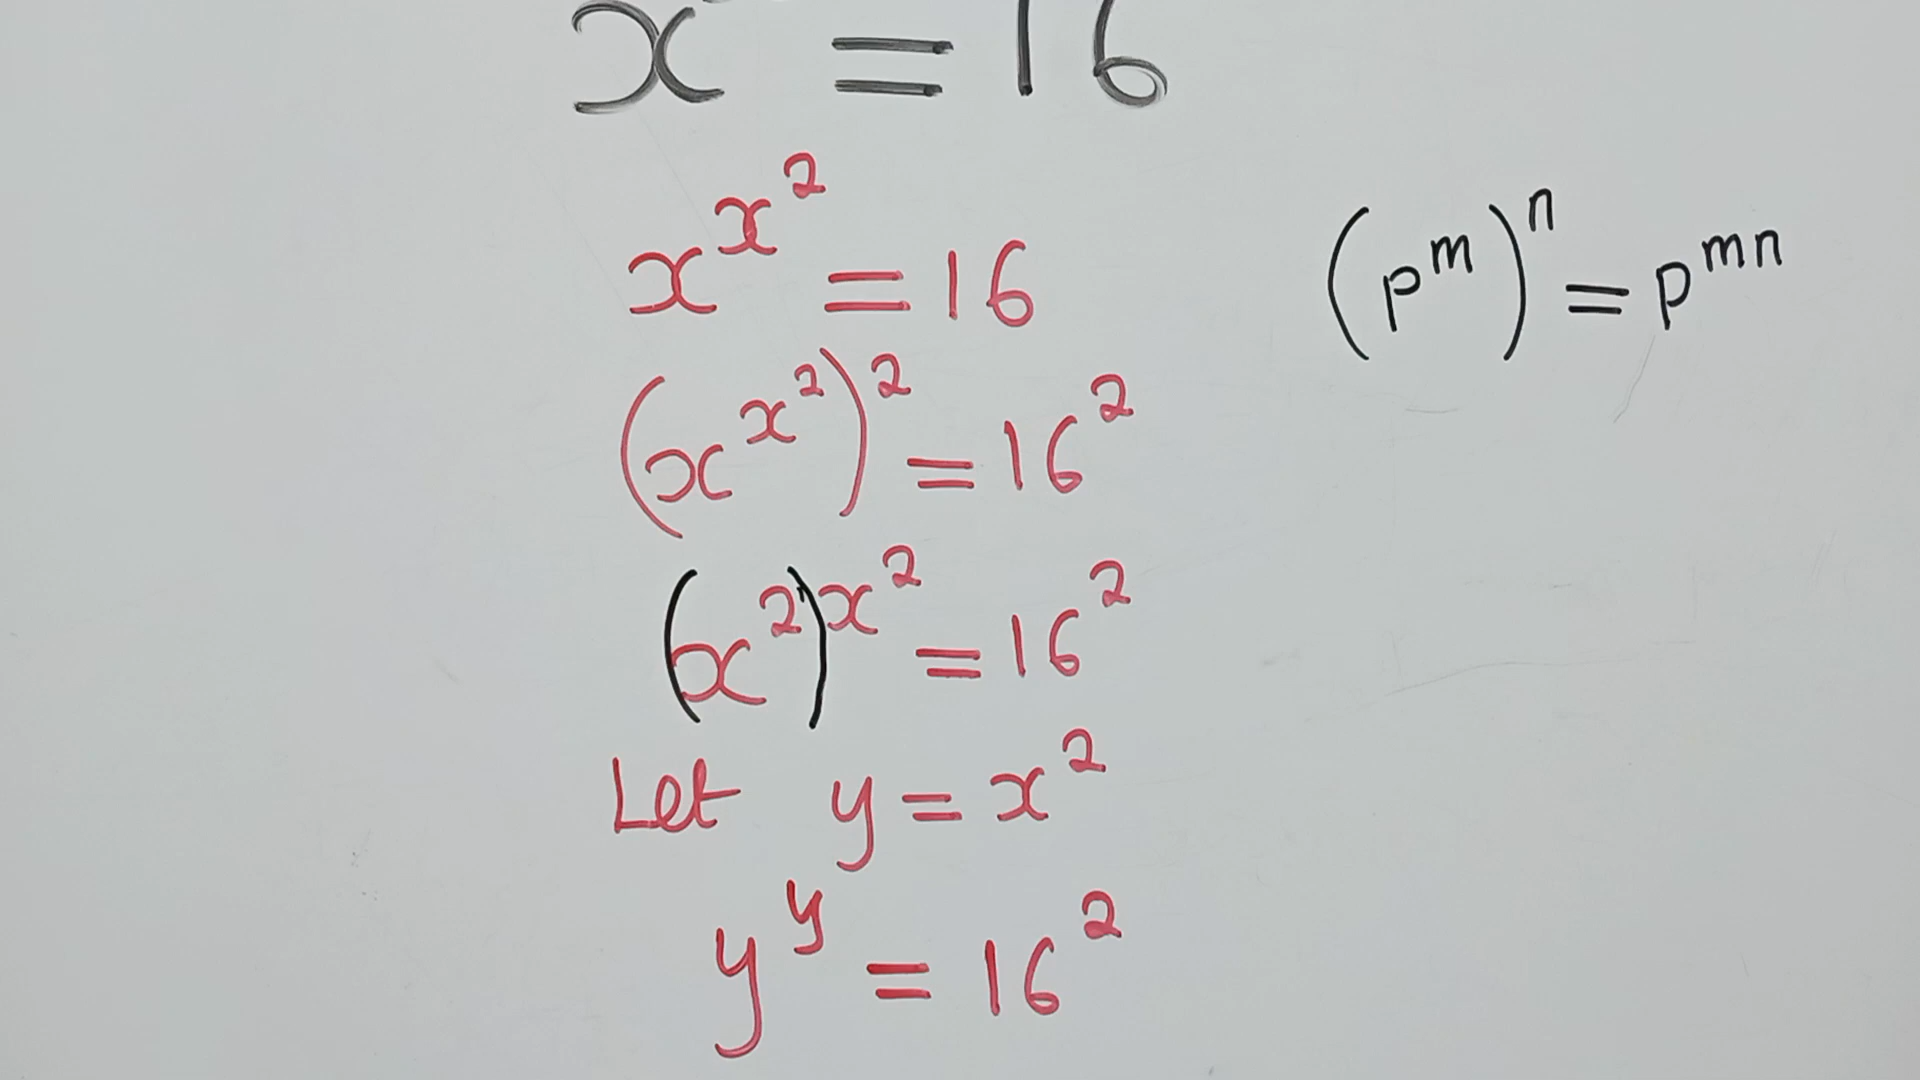 x = 16
x^{x^2} = 16
(p^m)^n = p^{mn}
(x^{x^2})^2 = 16^2
(x^2)^{x^2} = 16^2
Let y = x^2
y^y = 16^2